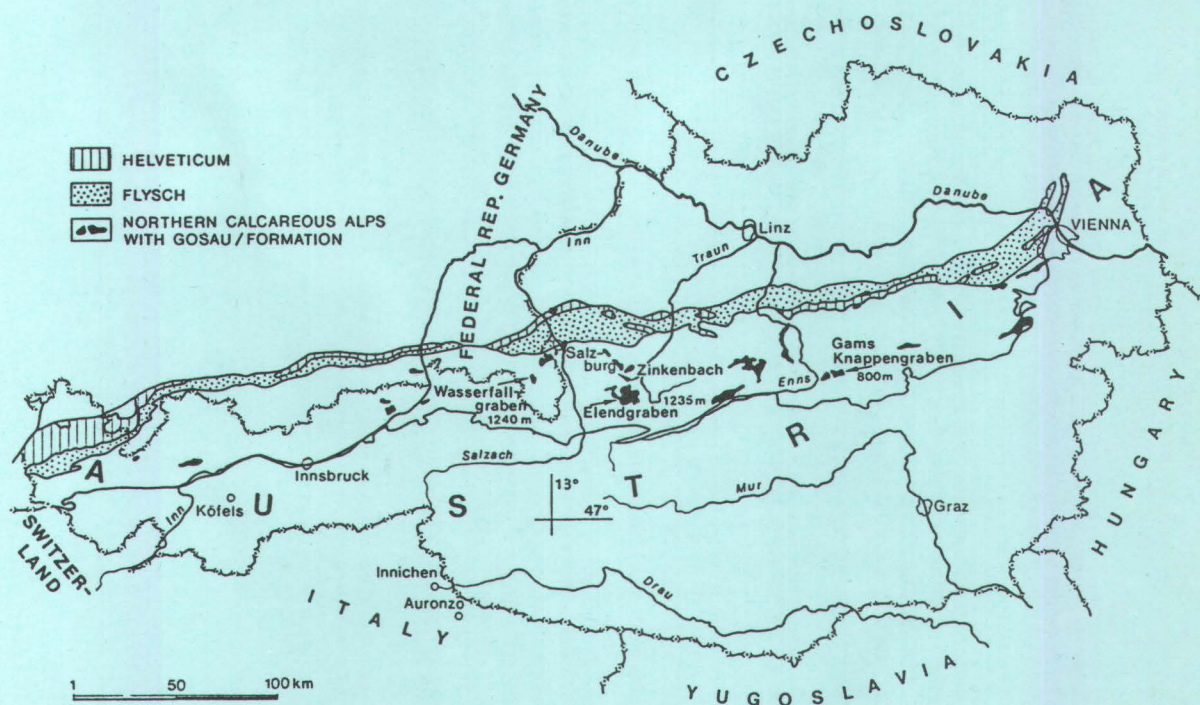 CZECHOSLOVAKIA
HELVETICUM
FLYSCH
NORTHERN CALCAREOUS ALPS
WITH GOSAU/FORMATION
FEDERAL REP. GERMANY
Danube
Inn
Traun
Linz
Danube
VIENNA
A
I
R
T
S
U
A
Salz-
burg
Zinkenbach
Wasserfall-
graben
1240 m
Elendgraben
1235 m
Enns
Gams
Knappengraben
800m
Salzach
Innsbruck
Köfels
Inn
13°
47°
Mur
Graz
SWITZER-
LAND
Innichen
Auronzo
Drau
ITALY
YUGOSLAVIA
HUNGARY
1 50 100 km